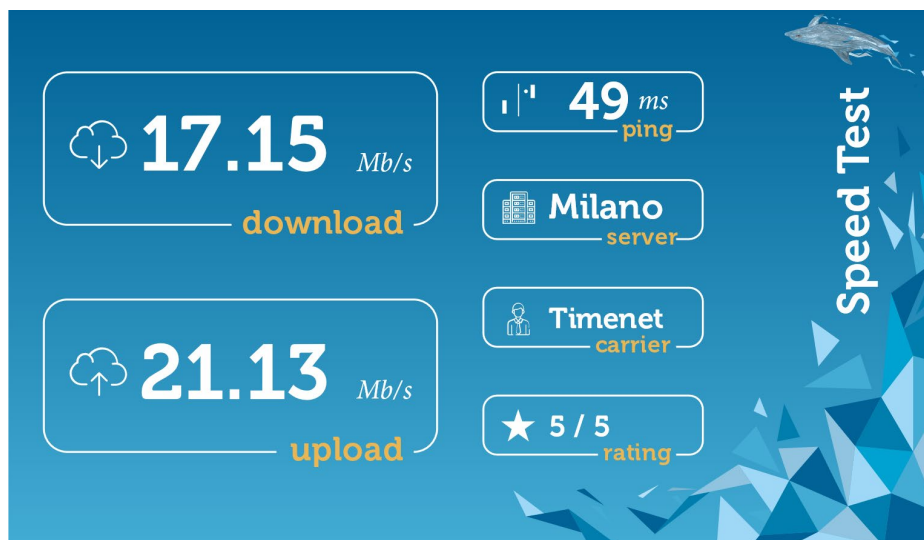 17.15 Mb/s
download
21.13 Mb/s
upload
49 ms
ping
Milano
server
Timenet
carrier
5 / 5
rating
Speed Test